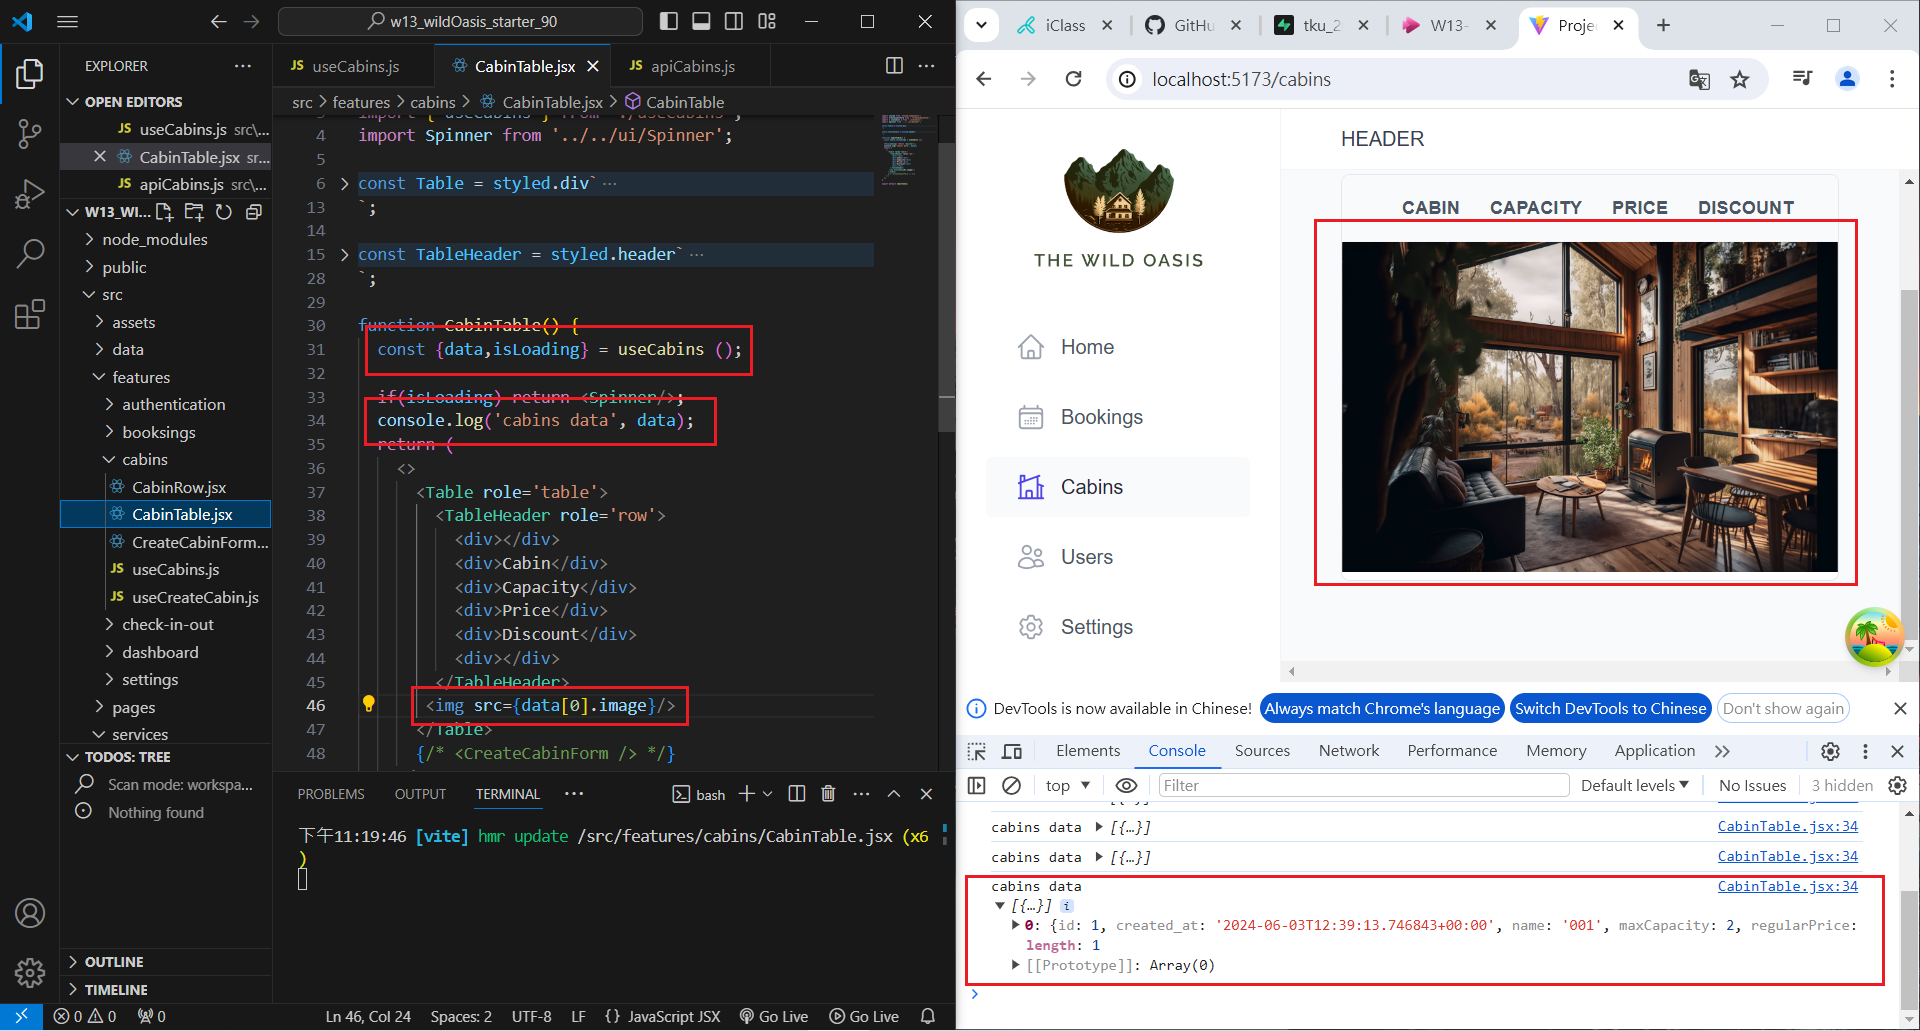 w13_wildOasis_starter_90
EXPLORER
OPEN EDITORS
useCabins.js src\...
CabinTable.jsx sr...
apiCabins.js src\...
W13_WI...
node_modules
public
src
assets
data
features
authentication
booksings
cabins
CabinRow.jsx
CabinTable.jsx
CreateCabinForm...
useCabins.js
useCreateCabin.js
check-in-out
dashboard
settings
pages
services
TODOS: TREE
Scan mode: workspa...
Nothing found
OUTLINE
TIMELINE
useCabins.js
CabinTable.jsx
apiCabins.js
src > features > cabins > CabinTable.jsx > CabinTable
4 import Spinner from '../../ui/Spinner';
5
6 const Table = styled.div` ...
13 `;
14
15 const TableHeader = styled.header` ...
28 `;
29
30 function CabinTable() {
31 const {data,isLoading} = useCabins ();
32
33 if(isLoading) return <Spinner/>;
34 console.log('cabins data', data);
35 return (
36 <>
37 <Table role='table'>
38 <TableHeader role='row'>
39 <div></div>
40 <div>Cabin</div>
41 <div>Capacity</div>
42 <div>Price</div>
43 <div>Discount</div>
44 <div></div>
45 </TableHeader>
46 <img src={data[0].image}/>
47 </Table>
48 {/* <CreateCabinForm /> */}
PROBLEMS OUTPUT TERMINAL ... bash
下午11:19:46 [vite] hmr update /src/features/cabins/CabinTable.jsx (x6
)
0 0 0 Ln 46, Col 24 Spaces: 2 UTF-8 LF {} JavaScript JSX Go Live Go Live
iClass GitHu tku_2 W13- Projec
localhost:5173/cabins
THE WILD OASIS
Home
Bookings
Cabins
Users
Settings
HEADER
CABIN CAPACITY PRICE DISCOUNT
DevTools is now available in Chinese! Always match Chrome's language Switch DevTools to Chinese Don't show again
Elements Console Sources Network Performance Memory Application
top Filter Default levels No Issues 3 hidden
cabins data [{…}] CabinTable.jsx:34
cabins data [{…}] CabinTable.jsx:34
cabins data CabinTable.jsx:34
[{…}] i
0: {id: 1, created_at: '2024-06-03T12:39:13.746843+00:00', name: '001', maxCapacity: 2, regularPrice:
length: 1
[[Prototype]]: Array(0)